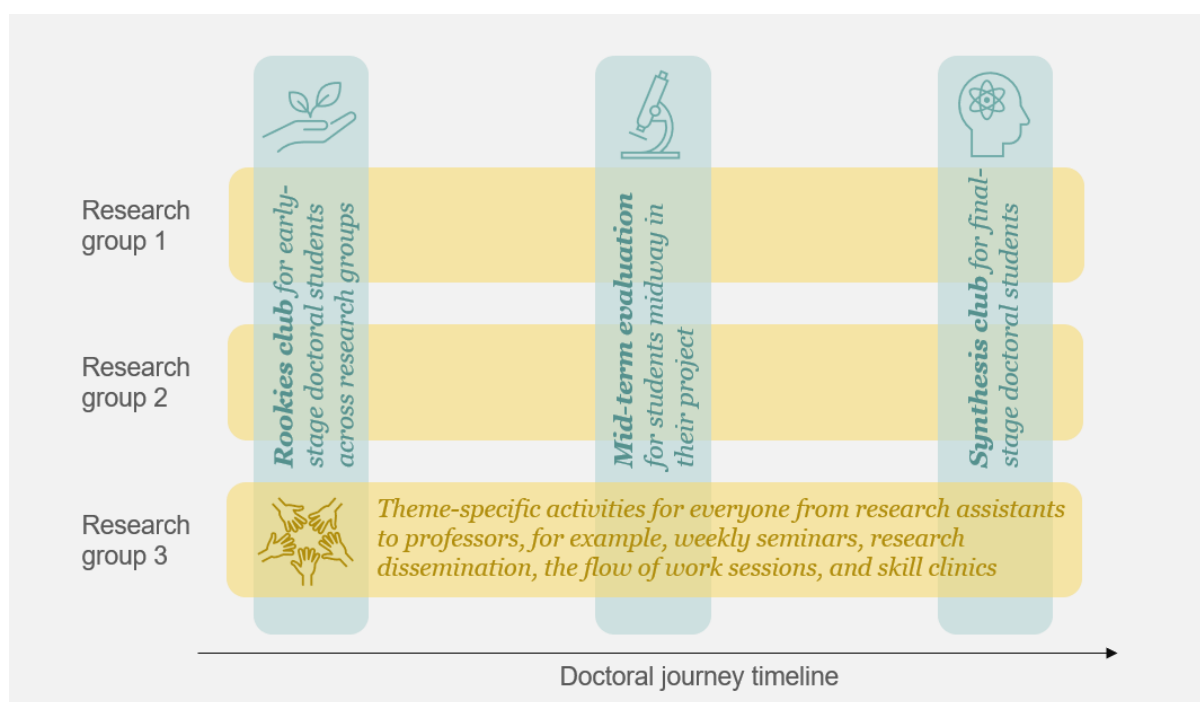 Research
group 1
Research
group 2
Research
group 3
Rookies club for early-
stage doctoral students
across research groups
Mid-term evaluation
for students midway in
their project
Synthesis club for final-
stage doctoral students
Theme-specific activities for everyone from research assistants
to professors, for example, weekly seminars, research
dissemination, the flow of work sessions, and skill clinics
Doctoral journey timeline